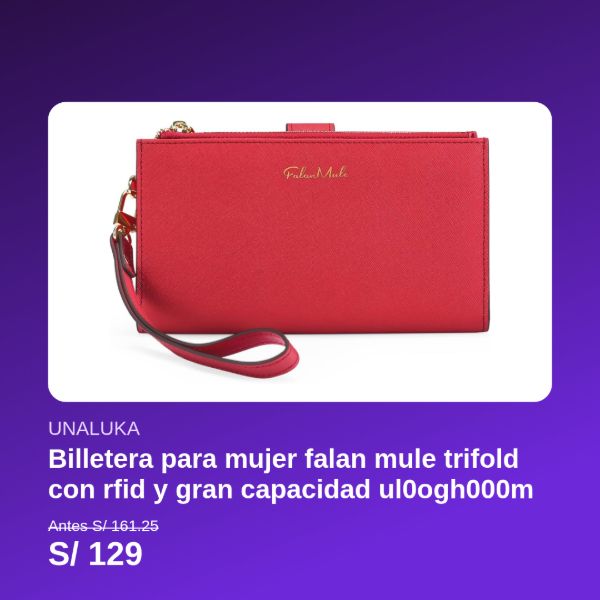 FalanMule
UNALUKA
Billetera para mujer falan mule trifold
con rfid y gran capacidad ul0ogh000m
Antes S/ 161.25
S/ 129